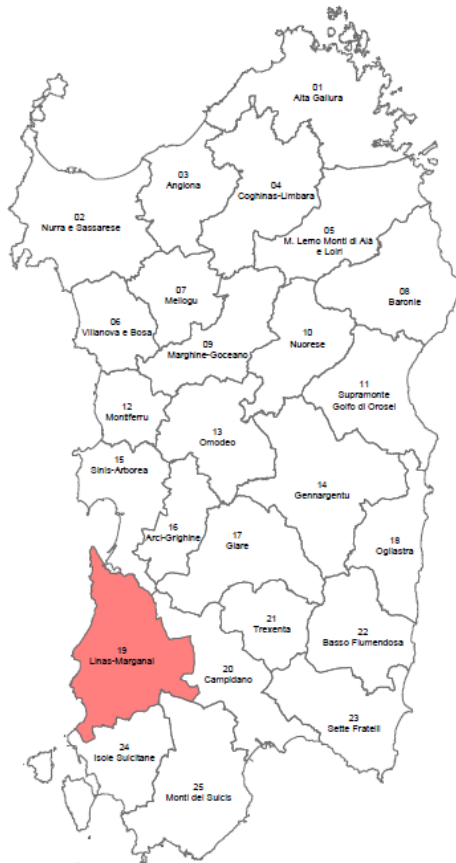 01
Alta Gallura
02
Nurra e Sassarese
03
Anglona
04
Coghinas-Limbara
05
M. Lerno Monti di Alà
e Loiri
06
Villanova e Bosa
07
Mellogu
08
Baronie
09
Marghine-Goceano
10
Nuorese
11
Supramonte
Golfo di Orosei
12
Montiferru
13
Omodeo
14
Gennargentu
15
Sinis-Arborea
16
Arci-Grighine
17
Giare
18
Ogliastra
19
Linas-Marganai
20
Campidano
21
Trexenta
22
Basso Flumendosa
23
Sette Fratelli
24
Isole Sulcitane
25
Monti del Sulcis